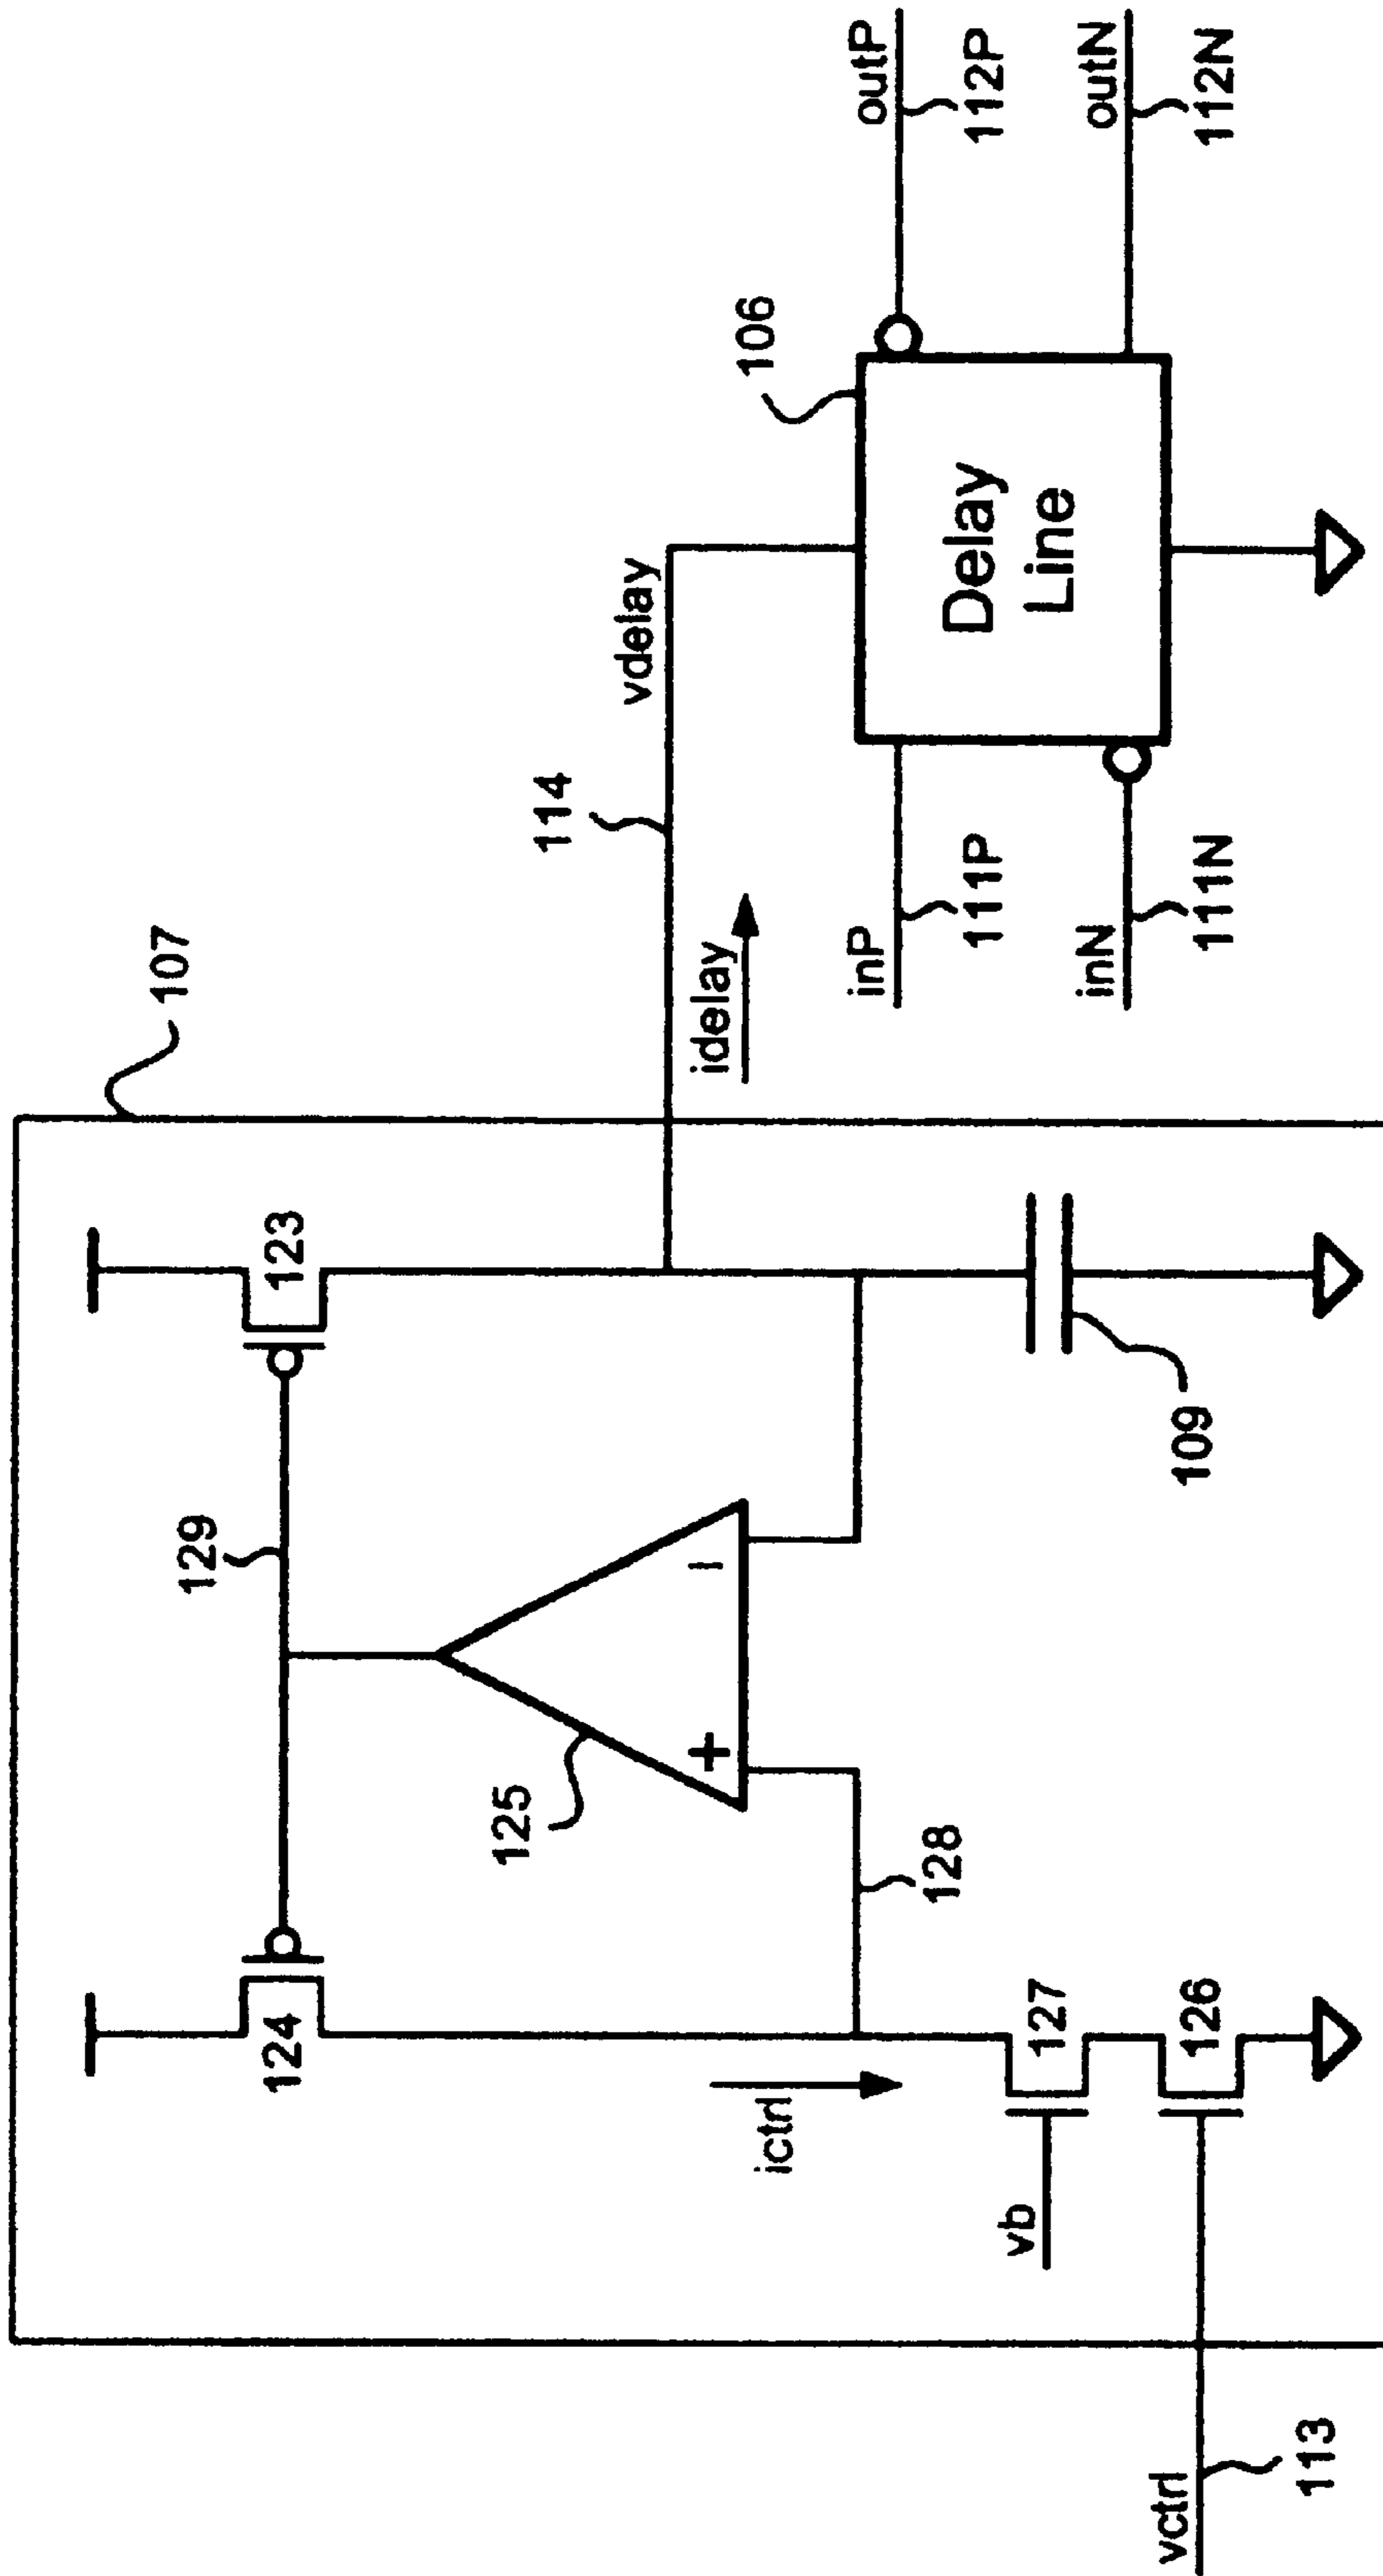 107
124
129
123
125
ictrl
128
vb
127
126
109
vctrl
113
idelay
114
vdelay
106
inP
111P
inN
111N
Delay
Line
outP
112P
outN
112N
+
−